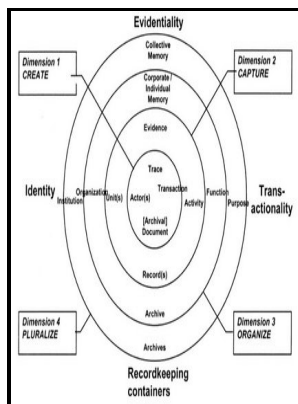 Evidentiality
Collective
Memory
Dimension 1
CREATE
Dimension 2
CAPTURE
Corporate /
Individual
Memory
Evidence
Trace
Identity
Institution
Organization
Unit(s)
Actor(s)
Transaction
Activity
Function
Purpose
Trans-
actionality
[Archival]
Document
Record(s)
Archive
Archives
Dimension 4
PLURALIZE
Dimension 3
ORGANIZE
Recordkeeping
containers